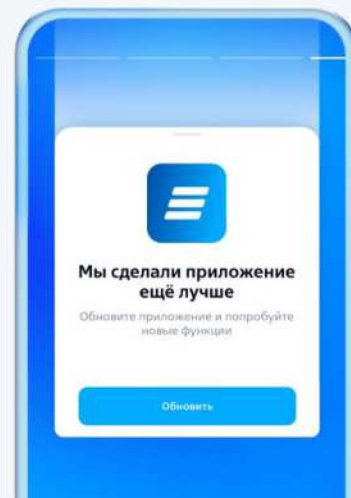 Мы сделали приложение
ещё лучше
Обновите приложение и попробуйте
новые функции
Обновить